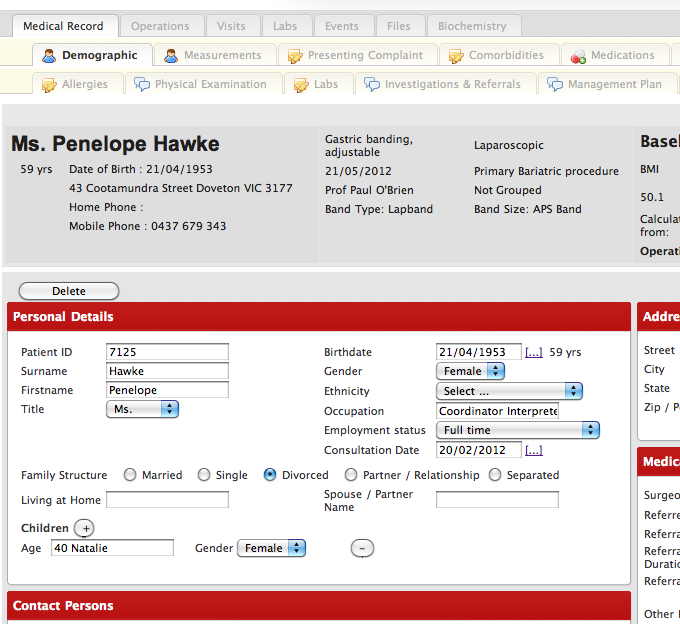 Medical Record Operations Visits Labs Events Files Biochemistry
Demographic Measurements Presenting Complaint Comorbidities Medications
Allergies Physical Examination Labs Investigations & Referrals Management Plan
Ms. Penelope Hawke
59 yrs Date of Birth : 21/04/1953
43 Cootamundra Street Doveton VIC 3177
Home Phone :
Mobile Phone : 0437 679 343
Gastric banding, adjustable Laparoscopic
21/05/2012 Primary Bariatric procedure
Prof Paul O'Brien Not Grouped
Band Type: Lapband Band Size: APS Band
Basel
BMI
50.1
Calculat
from:
Operati
Delete
Personal Details
Patient ID 7125
Surname Hawke
Firstname Penelope
Title Ms.
Birthdate 21/04/1953 [...] 59 yrs
Gender Female
Ethnicity Select ...
Occupation Coordinator Interprete
Employment status Full time
Consultation Date 20/02/2012 [...]
Family Structure Married Single Divorced Partner / Relationship Separated
Living at Home Spouse / Partner Name
Children +
Age 40 Natalie Gender Female -
Contact Persons
Addre
Street
City
State
Zip / P
Medic
Surgeo
Referre
Referra
Referra
Duratio
Referra
Other